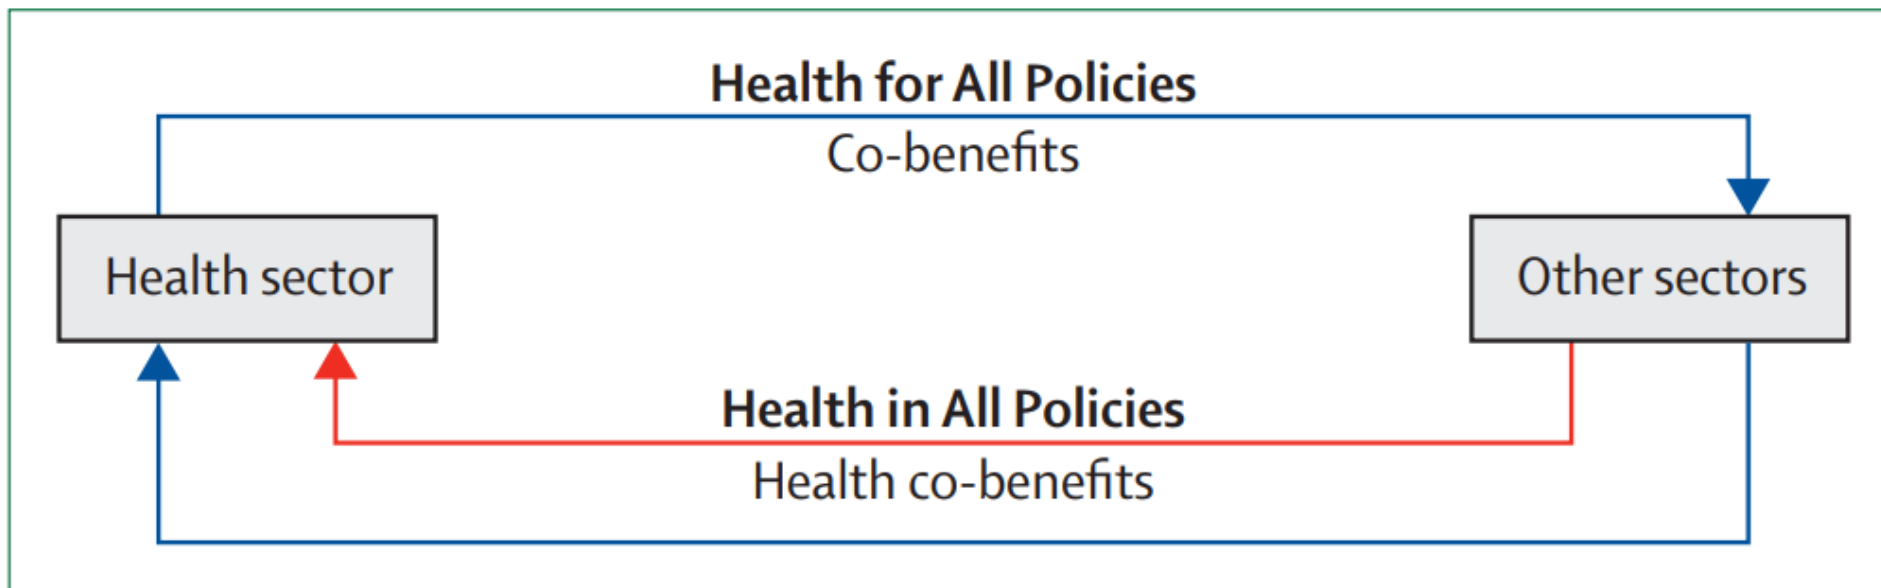 Health for All Policies
Co-benefits
Health sector
Other sectors
Health in All Policies
Health co-benefits